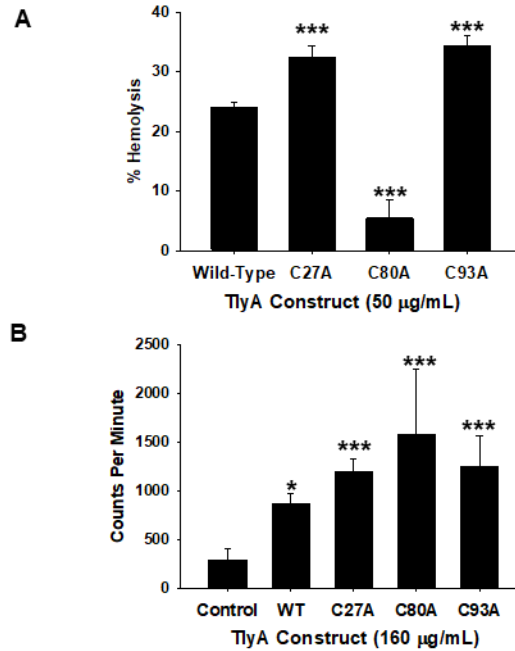 A
% Hemolysis
40
30
20
10
0
***
***
***
Wild-Type C27A C80A C93A
TlyA Construct (50 μg/mL)
B
Counts Per Minute
2500
2000
1500
1000
500
0
*
***
***
***
Control WT C27A C80A C93A
TlyA Construct (160 μg/mL)